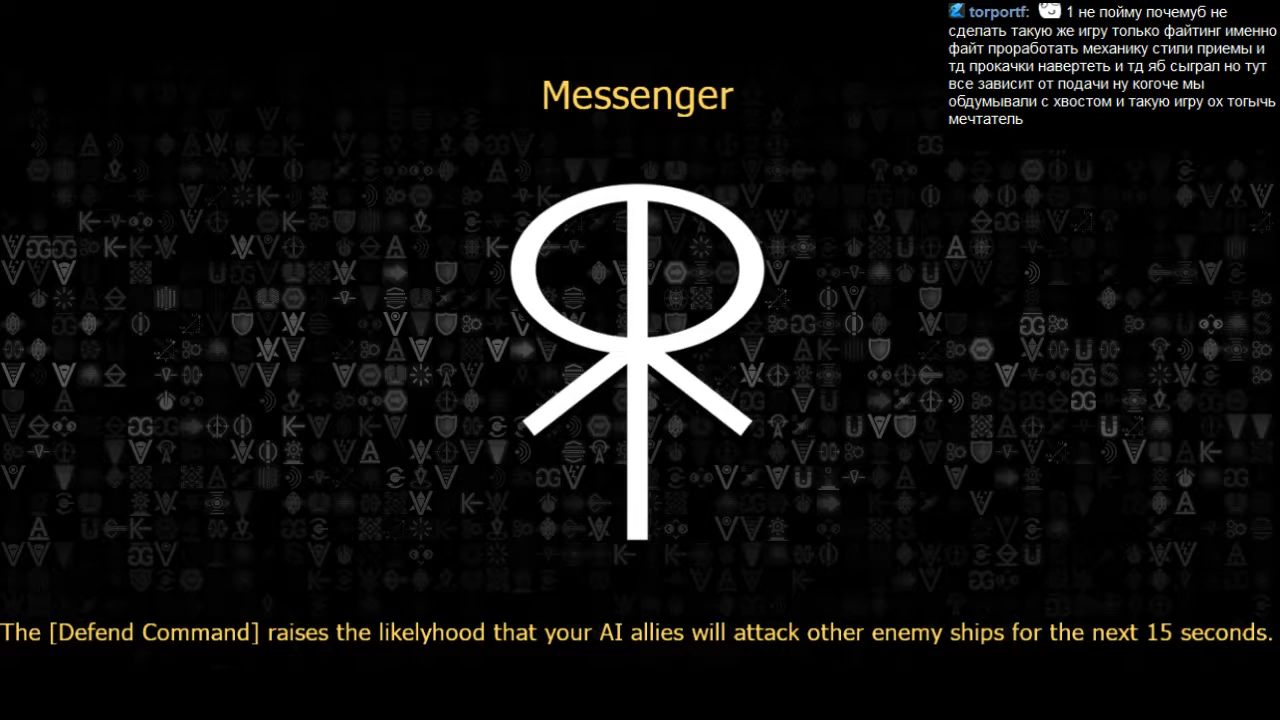 torportf: 1 не пойму почемуб не
сделать такую же игру только файтинг именно
файт проработать механику стили приемы и
тд прокачки навертеть и тд яб сыграл но тут
все зависит от подачи ну когоче мы
обдумывали с хвостом и такую игру ох тогычь
мечтатель
Messenger
The [Defend Command] raises the likelyhood that your AI allies will attack other enemy ships for the next 15 seconds.